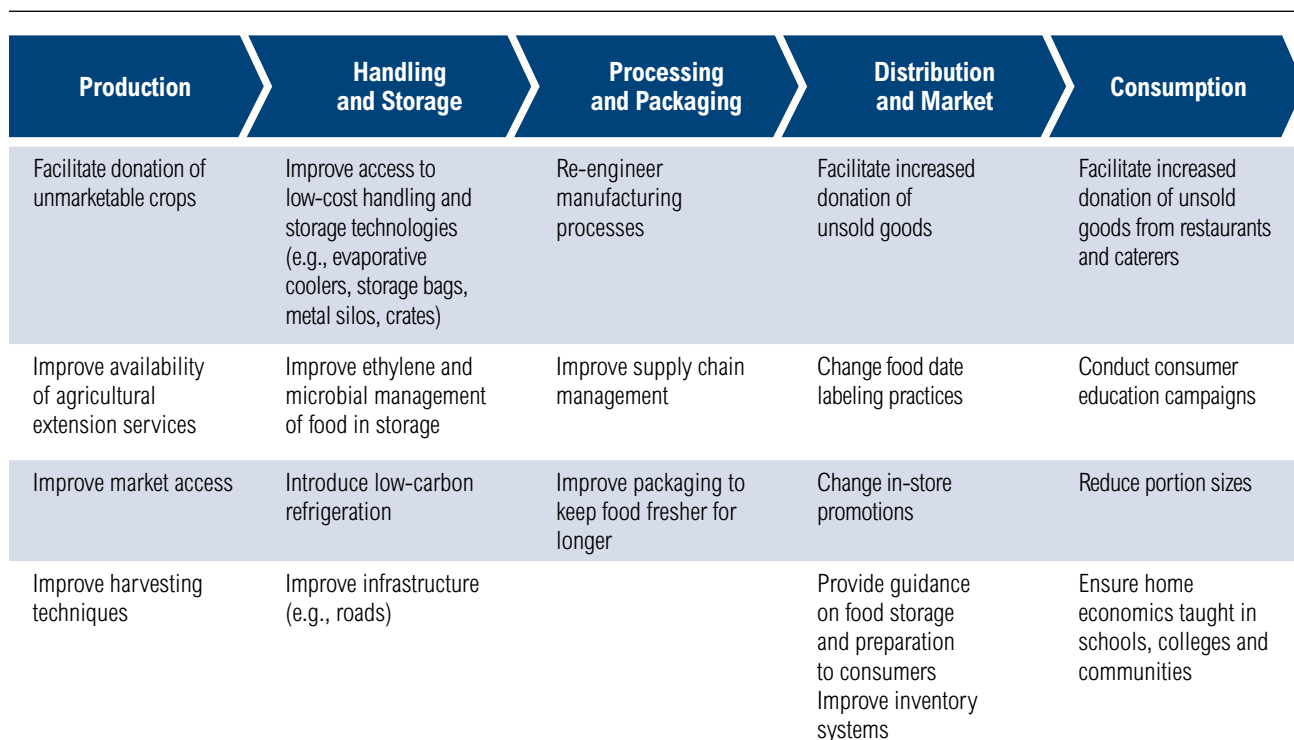 Production
Handling
and Storage
Processing
and Packaging
Distribution
and Market
Consumption
Facilitate donation of
unmarketable crops
Improve access to
low-cost handling and
storage technologies
(e.g., evaporative
coolers, storage bags,
metal silos, crates)
Re-engineer
manufacturing
processes
Facilitate increased
donation of
unsold goods
Facilitate increased
donation of unsold
goods from restaurants
and caterers
Improve availability
of agricultural
extension services
Improve ethylene and
microbial management
of food in storage
Improve supply chain
management
Change food date
labeling practices
Conduct consumer
education campaigns
Improve market access
Introduce low-carbon
refrigeration
Improve packaging to
keep food fresher for
longer
Change in-store
promotions
Reduce portion sizes
Improve harvesting
techniques
Improve infrastructure
(e.g., roads)
Provide guidance
on food storage
and preparation
to consumers
Improve inventory
systems
Ensure home
economics taught in
schools, colleges and
communities